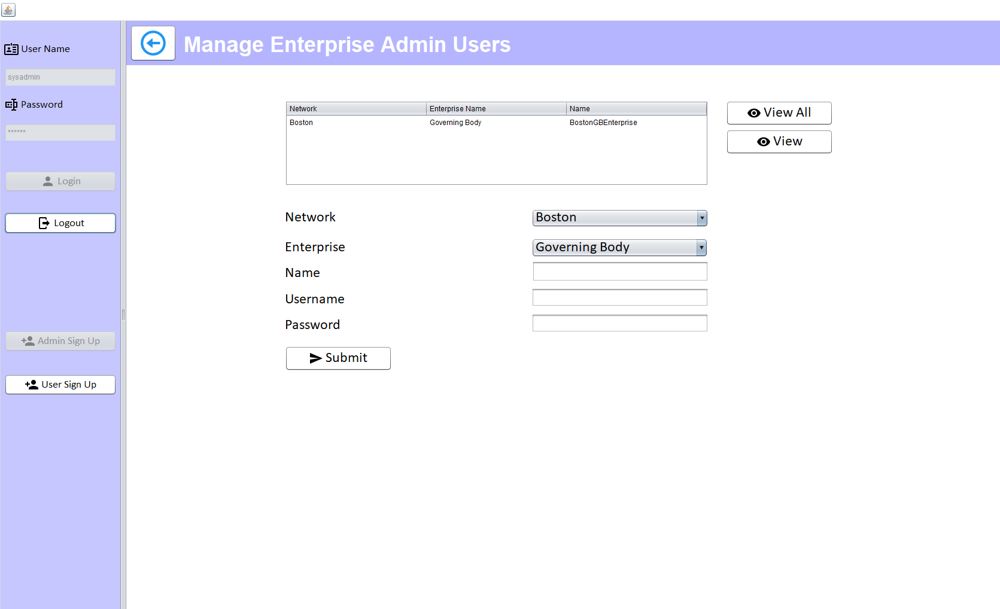 Manage Enterprise Admin Users
User Name
sysadmin
Password
******
Login
Logout
Admin Sign Up
User Sign Up
Network Enterprise Name Name
Boston Governing Body BostonGBEnterprise
View All
View
Network Boston
Enterprise Governing Body
Name
Username
Password
Submit